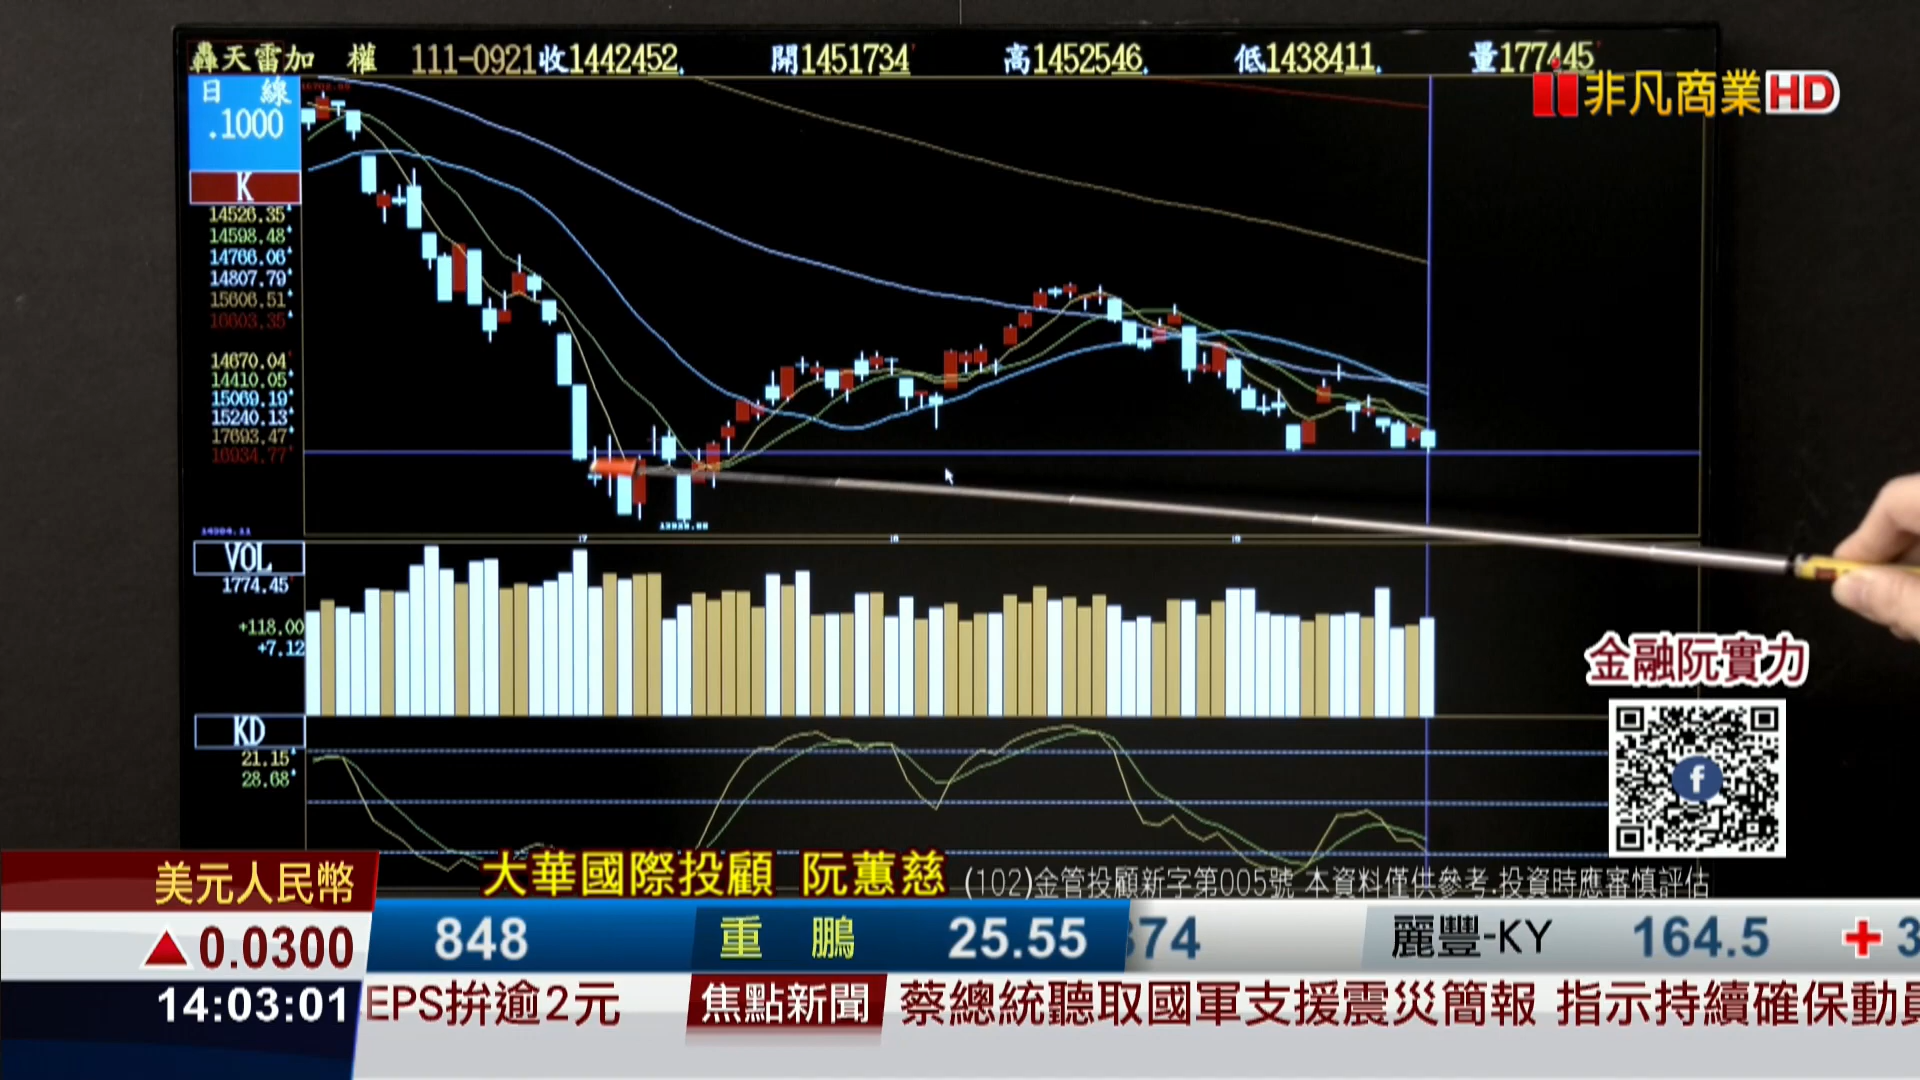 轟天雷加 權 111-0921收1442452 開1451734 高1452546 低1438411 量177445
非凡商業HD
日 線
.1000
K
14526.35
14598.48
14766.06
14807.79
15606.51
16603.35
14670.04
14410.05
15069.19
15240.13
17693.47
16934.77
7 8 9
VOL
1774.45
+118.00
+7.12
KD
21.15
28.68
金融阮實力
f
美元人民幣
▲0.0300
14:03:01
大華國際投顧 阮蕙慈
(102)金管投顧新字第005號 本資料僅供參考.投資時應審慎評估
848 重 鵬 25.55 374 麗豐-KY 164.5 + 3
EPS拚逾2元 焦點新聞 蔡總統聽取國軍支援震災簡報 指示持續確保動員